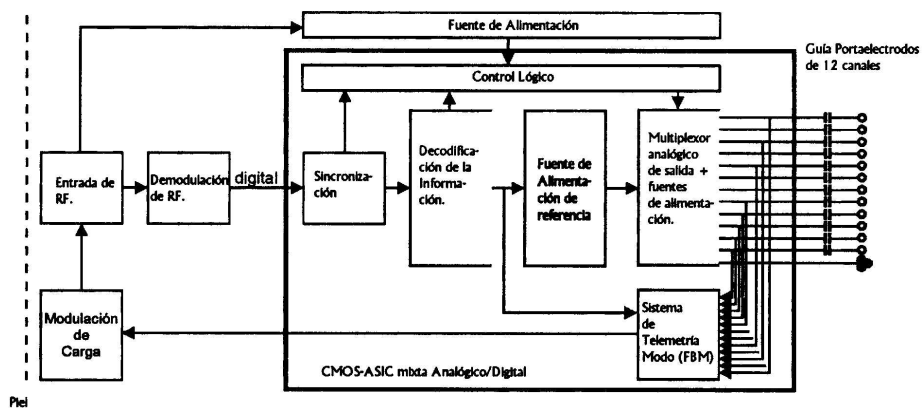 Fuente de Alimentación
Guía Portaelectrodos
de 12 canales
Control Lógico
Entrada de
RF.
Demodulación
de RF.
digital
Sincroni-
zación
Decodifica-
ción de la
Información.
Fuente de
Alimenta-
ción de
referencia
Multiplexor
analógico
de salida +
fuentes
de alimenta-
ción.
Modulación
de
Carga
Sistema
de
Telemetría
Modo (FBM)
CMOS-ASIC mixta Analógico/Digital
Piel